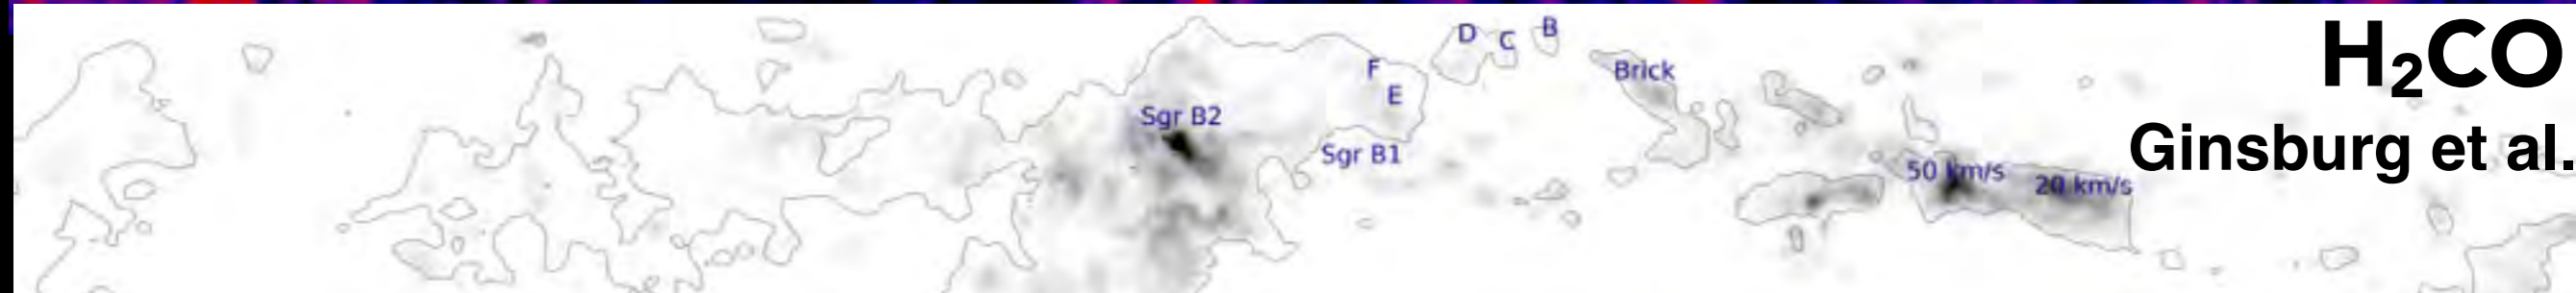 H₂CO
Ginsburg et al.
D
C
B
F
E
Brick
Sgr B2
Sgr B1
50 km/s
20 km/s